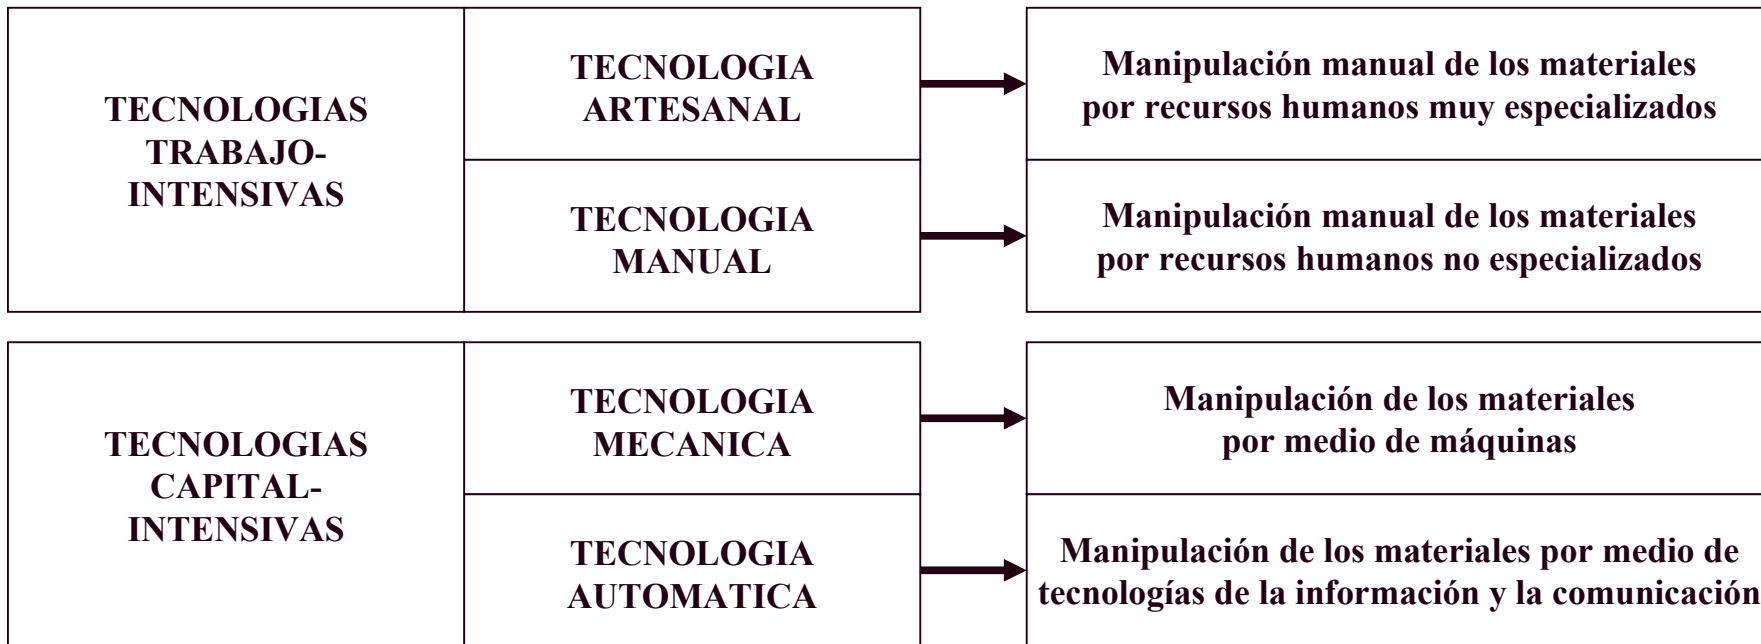 TECNOLOGIAS
TRABAJO-
INTENSIVAS
TECNOLOGIA
ARTESANAL
Manipulación manual de los materiales
por recursos humanos muy especializados
TECNOLOGIA
MANUAL
Manipulación manual de los materiales
por recursos humanos no especializados
TECNOLOGIAS
CAPITAL-
INTENSIVAS
TECNOLOGIA
MECANICA
Manipulación de los materiales
por medio de máquinas
TECNOLOGIA
AUTOMATICA
Manipulación de los materiales por medio de
tecnologías de la información y la comunicación